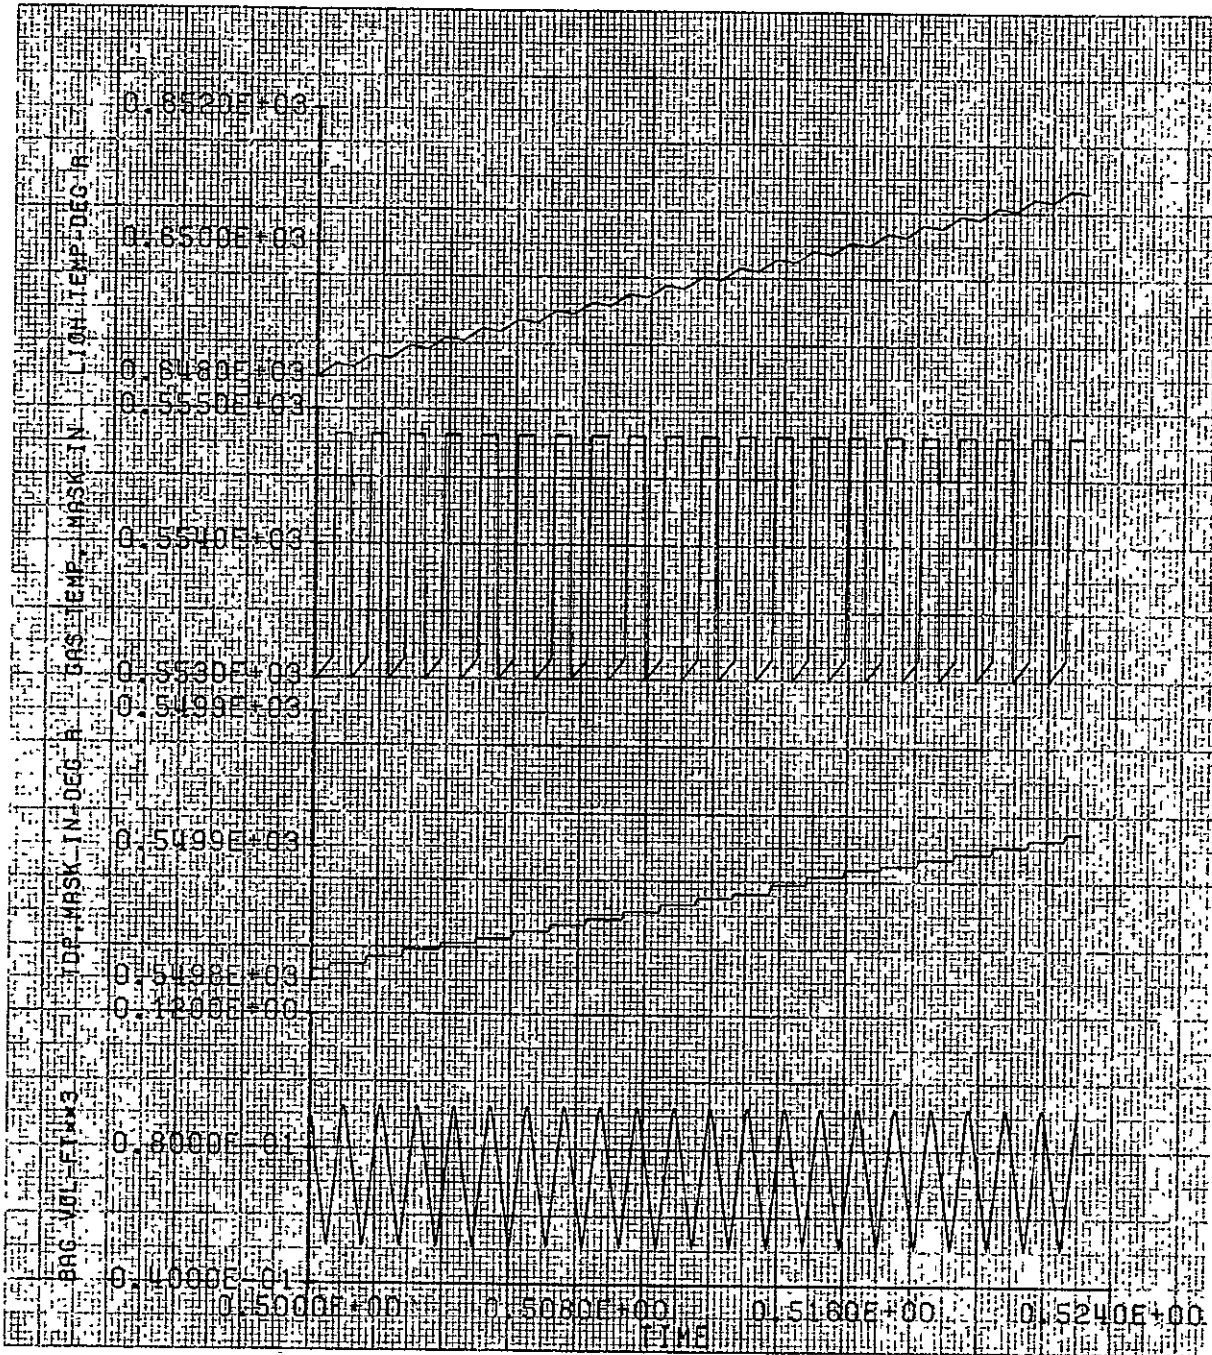 0.8520E+03
0.6500E+03
0.6480E+03
LION TEMP-DEG R
0.5550E+03
0.5540E+03
0.5530E+03
GAS TEMP, MASK IN
0.5499E+03
0.5499E+03
0.5498E+03
TDP, MASK IN-DEG R
0.1200E+00
0.8000E-01
0.4000E-01
BAG VOL-FT**3
0.5000E+00 0.5080E+00 0.5160E+00 0.5240E+00
TIME